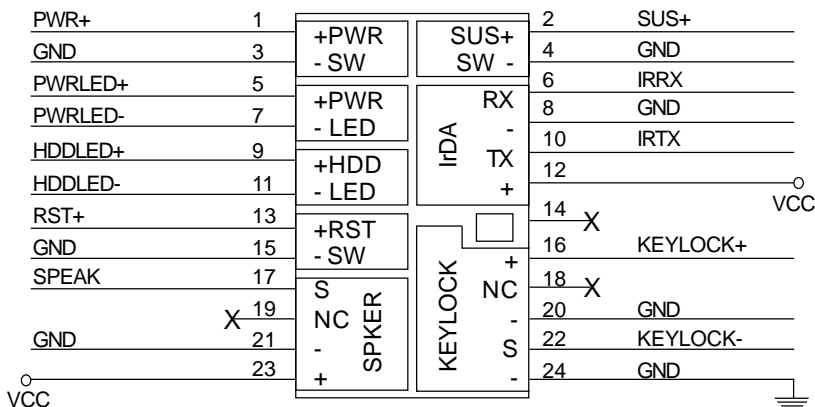 PWR+ 1 +PWR SUS+ 2 SUS+
GND 3 - SW SW - 4 GND
PWRLED+ 5 +PWR RX 6 IRRX
PWRLED- 7 - LED - 8 GND
HDDLED+ 9 +HDD IrDA TX 10 IRTX
HDDLED- 11 - LED + 12
VCC
RST+ 13 +RST 14 X
GND 15 - SW + 16 KEYLOCK+
SPEAK 17 S NC 18 X
X 19 NC SPKER KEYLOCK - 20 GND
GND 21 - S 22 KEYLOCK-
23 + - 24 GND
VCC